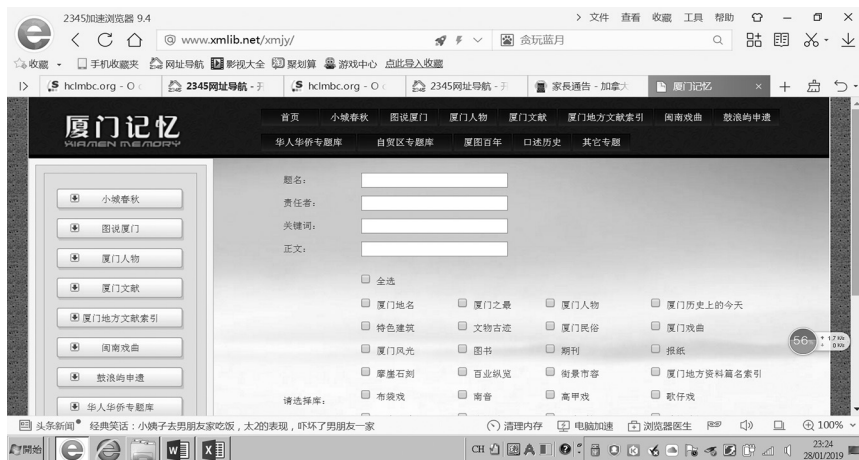 2345加速浏览器 9.4
文件 查看 收藏 工具 帮助
www.xmlib.net/xmjy/
贪玩蓝月
收藏 手机收藏夹 网址导航 影视大全 聚划算 游戏中心 点此导入收藏
hclmbc.org - O
2345网址导航 - 开
hclmbc.org - O
2345网址导航 - 开
家長通告 - 加拿大
厦门记忆
厦门记忆
XIAMEN MEMORY
首页 小城春秋 图说厦门 厦门人物 厦门文献 厦门地方文献索引 闽南戏曲 鼓浪屿申遗
华人华侨专题库 自贸区专题库 厦图百年 口述历史 其它专题
小城春秋
图说厦门
厦门人物
厦门文献
厦门地方文献索引
闽南戏曲
鼓浪屿申遗
华人华侨专题库
题名:
责任者:
关键词:
正文:
全选
厦门地名 厦门之最 厦门人物 厦门历史上的今天
特色建筑 文物古迹 厦门民俗 厦门戏曲
厦门风光 图书 期刊 报纸
摩崖石刻 百业纵览 街景市容 厦门地方资料篇名索引
请选择库: 布袋戏 南音 高甲戏 歌仔戏
56%
1.7 K/s
0 K/s
头条新闻 经典笑话：小姨子去男朋友家吃饭，太2的表现，吓坏了男朋友一家
清理内存 电脑加速 浏览器医生 100%
開始
CH
23:24
28/01/2019